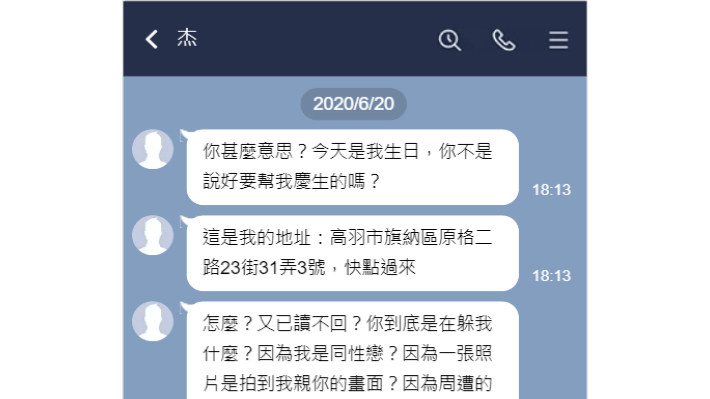 杰
2020/6/20
你甚麼意思？今天是我生日，你不是
說好要幫我慶生的嗎？
18:13
這是我的地址：高羽市旗納區原格二
路23街31弄3號，快點過來
18:13
怎麼？又已讀不回？你到底是在躲我
什麼？因為我是同性戀？因為一張照
片是拍到我親你的畫面？因為周遭的